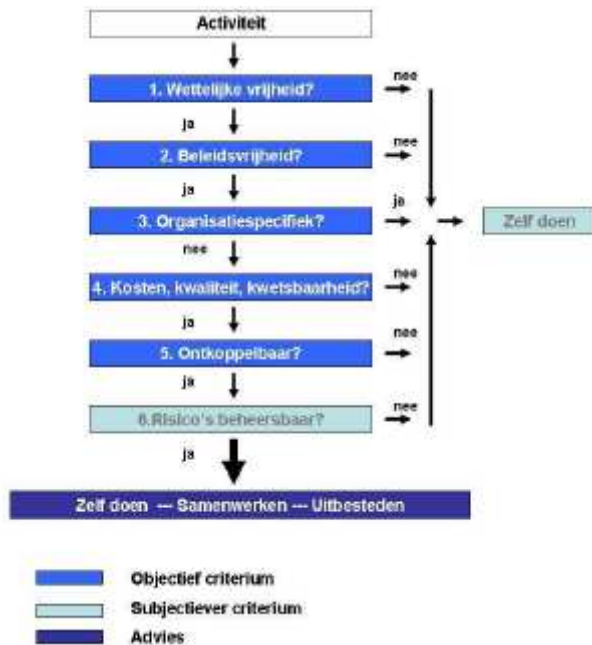 Activiteit
1. Wettelijke vrijheid?
nee
ja
2. Beleidsvrijheid?
nee
ja
3. Organisatiespecifiek?
ja
Zelf doen
nee
4. Kosten, kwaliteit, kwetsbaarheid?
nee
ja
5. Ontkoppelbaar?
nee
ja
6.Risico's beheersbaar?
nee
ja
Zelf doen --- Samenwerken --- Uitbesteden
Objectief criterium
Subjectiever criterium
Advies